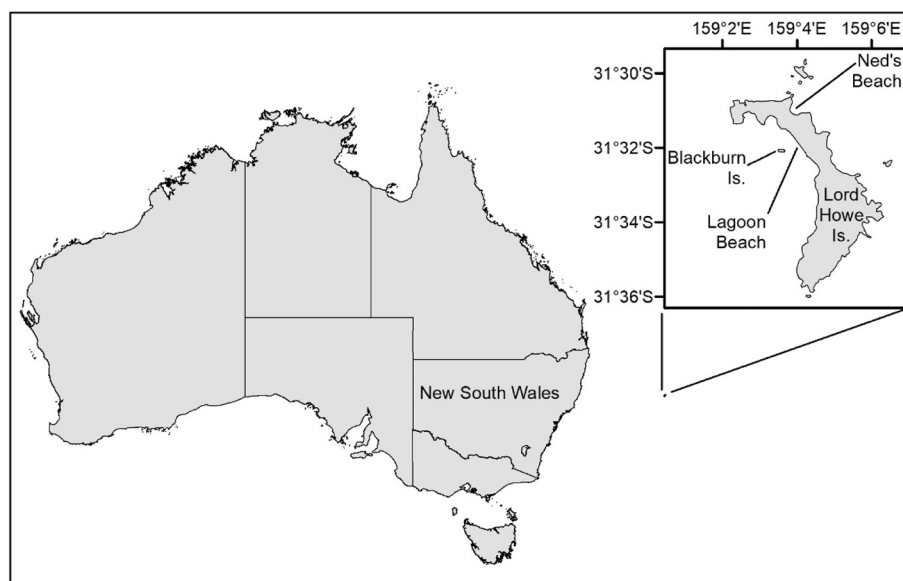 159°2'E 159°4'E 159°6'E
31°30'S
31°32'S
31°34'S
31°36'S
Ned's
Beach
Blackburn
Is.
Lagoon
Beach
Lord
Howe
Is.
New South Wales